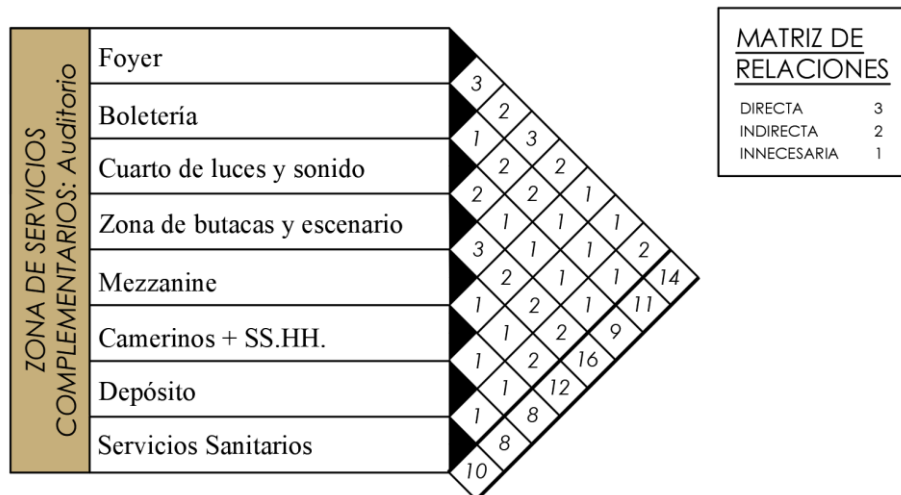 ZONA DE SERVICIOS
COMPLEMENTARIOS: Auditorio
Foyer
Boletería
Cuarto de luces y sonido
Zona de butacas y escenario
Mezzanine
Camerinos + SS.HH.
Depósito
Servicios Sanitarios
3
2
1 3
2 2
2 2 1
1 1 1
3 1 1 2
2 1 1 14
1 2 1 11
1 2 9
1 2 16
1 12
1 8
8
10
MATRIZ DE
RELACIONES
DIRECTA 3
INDIRECTA 2
INNECESARIA 1